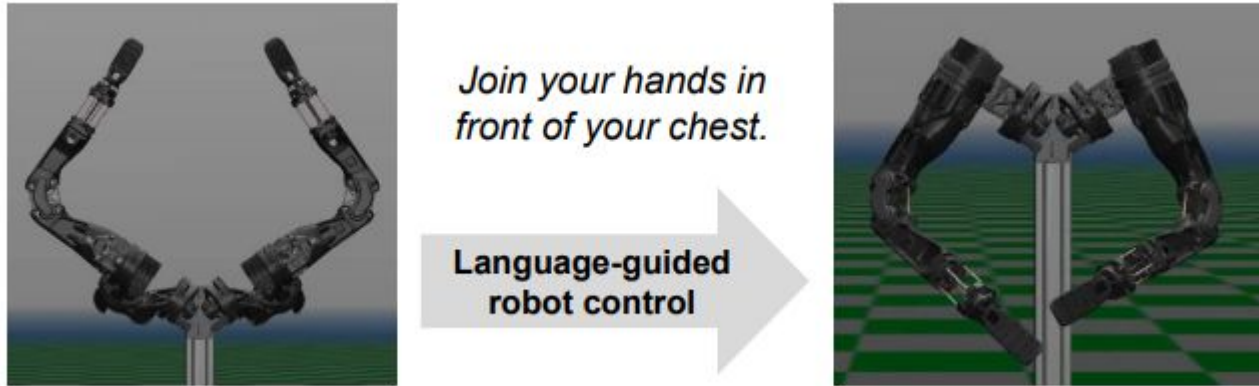 Join your hands in
front of your chest.
Language-guided
robot control